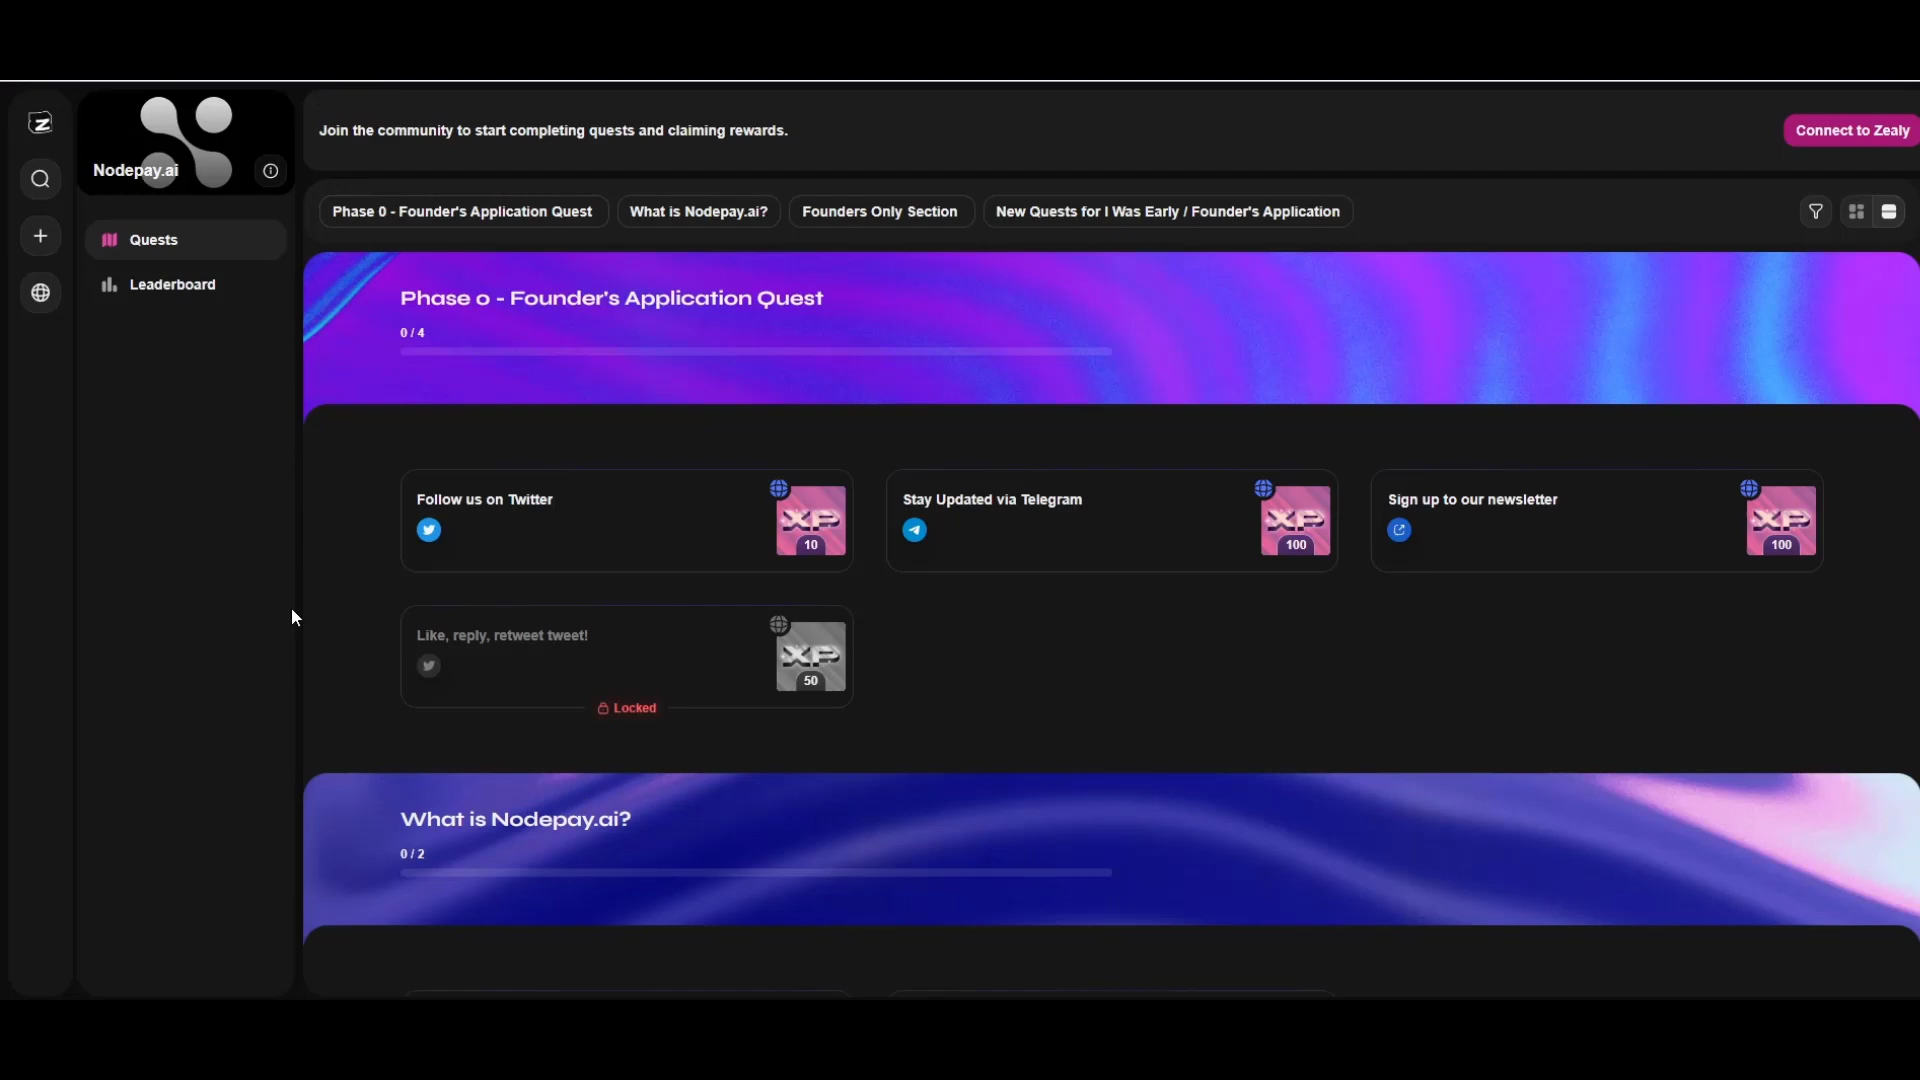 Join the community to start completing quests and claiming rewards.
Connect to Zealy
Nodepay.ai
Quests
Leaderboard
Phase 0 - Founder's Application Quest
What is Nodepay.ai?
Founders Only Section
New Quests for I Was Early / Founder's Application
Phase 0 - Founder's Application Quest
0 / 4
Follow us on Twitter
XP
10
Stay Updated via Telegram
XP
100
Sign up to our newsletter
XP
100
Like, reply, retweet tweet!
XP
50
Locked
What is Nodepay.ai?
0 / 2